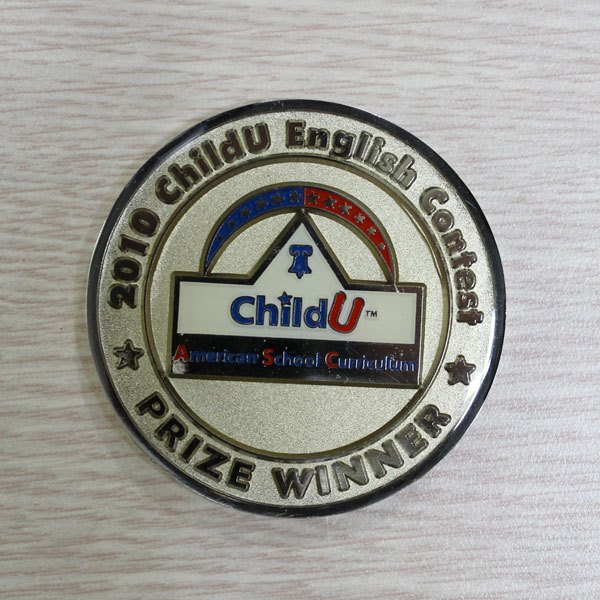 2010 ChildU English Contest
ChildU™
American School Curriculum
PRIZE WINNER